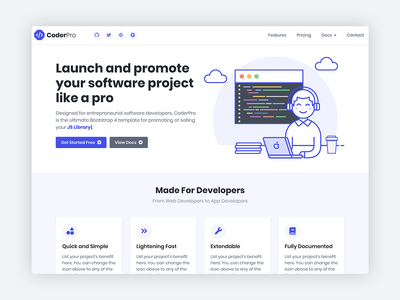 CoderPro
Features
Pricing
Docs
Contact
Launch and promote
your software project
like a pro
Designed for entrepreneurial software developers, CoderPro
is the ultimate Bootstrap 4 template for promoting or selling
your JS Library|
Get Started Free
View Docs
Made For Developers
From Web Developers to App Developers
Quick and Simple
List your project's benefit
here. You can change the
icon above to any of the
Lightening Fast
List your project's benefit
here. You can change the
icon above to any of the
Extendable
List your project's benefit
here. You can change the
icon above to any of the
Fully Documented
List your project's benefit
here. You can change the
icon above to any of the